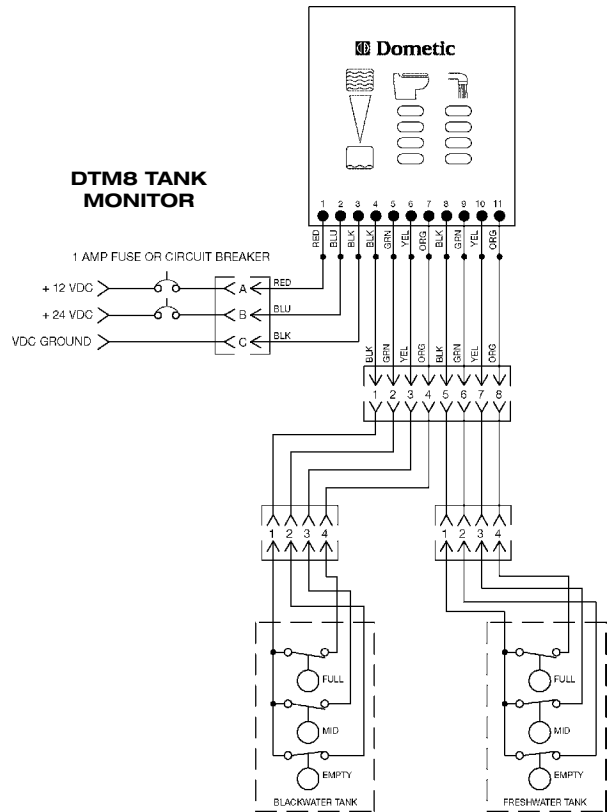 Dometic
DTM8 TANK
MONITOR
1 2 3 4 5 6 7 8 9 10 11
RED BLU BLK BLK GRN YEL ORG BLK GRN YEL ORG
1 AMP FUSE OR CIRCUIT BREAKER
+ 12 VDC A RED
+ 24 VDC B BLU
VDC GROUND C BLK
BLK GRN YEL ORG BLK GRN YEL ORG
1 2 3 4 5 6 7 8
1 2 3 4 1 2 3 4
FULL FULL
MID MID
EMPTY EMPTY
BLACKWATER TANK FRESHWATER TANK